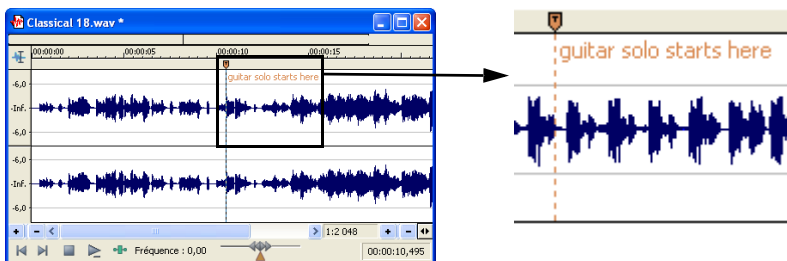 Classical 18.wav *
,00:00:00 ,00:00:05 ,00:00:10 ,00:00:15
T
guitar solo starts here
-6,0
-Inf.
-6,0
-6,0
-Inf.
-6,0
1:2 048
Fréquence : 0,00
00:00:10,495
T
guitar solo starts here